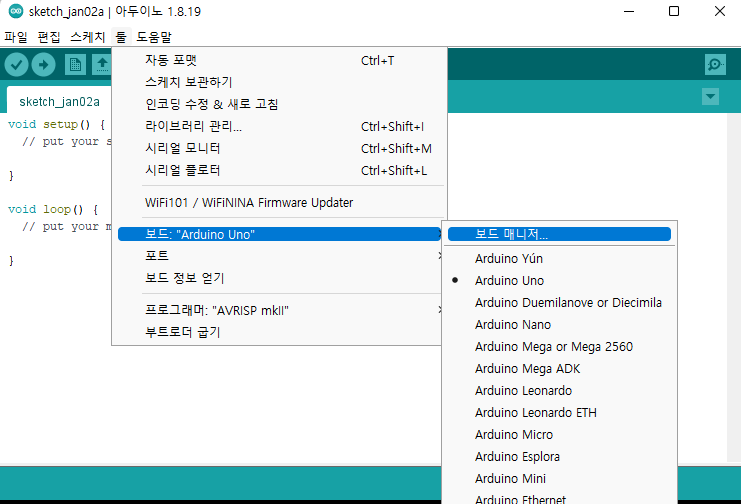 sketch_jan02a | 아두이노 1.8.19
파일 편집 스케치 툴 도움말
sketch_jan02a
void setup() {
// put your s
}
void loop() {
// put your m
}
자동 포맷 Ctrl+T
스케치 보관하기
인코딩 수정 & 새로 고침
라이브러리 관리... Ctrl+Shift+I
시리얼 모니터 Ctrl+Shift+M
시리얼 플로터 Ctrl+Shift+L
WiFi101 / WiFiNINA Firmware Updater
보드: "Arduino Uno"
포트
보드 정보 얻기
프로그래머: "AVRISP mkII"
부트로더 굽기
보드 매니저...
Arduino Yún
Arduino Uno
Arduino Duemilanove or Diecimila
Arduino Nano
Arduino Mega or Mega 2560
Arduino Mega ADK
Arduino Leonardo
Arduino Leonardo ETH
Arduino Micro
Arduino Esplora
Arduino Mini
Arduino Ethernet